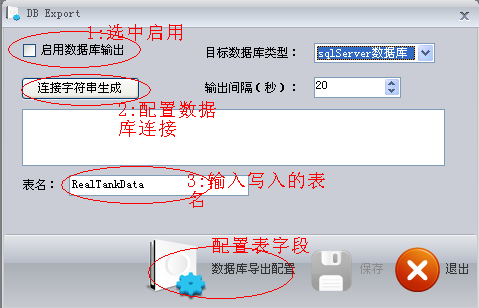 DB Export
1:选中启用
启用数据库输出
目标数据库类型：
sqlServer数据库
连接字符串生成
输出间隔(秒)：
20
2:配置数据
库连接
表名：
RealTankData
3:输入写入的表
名
配置表字段
数据库导出配置
保存
退出